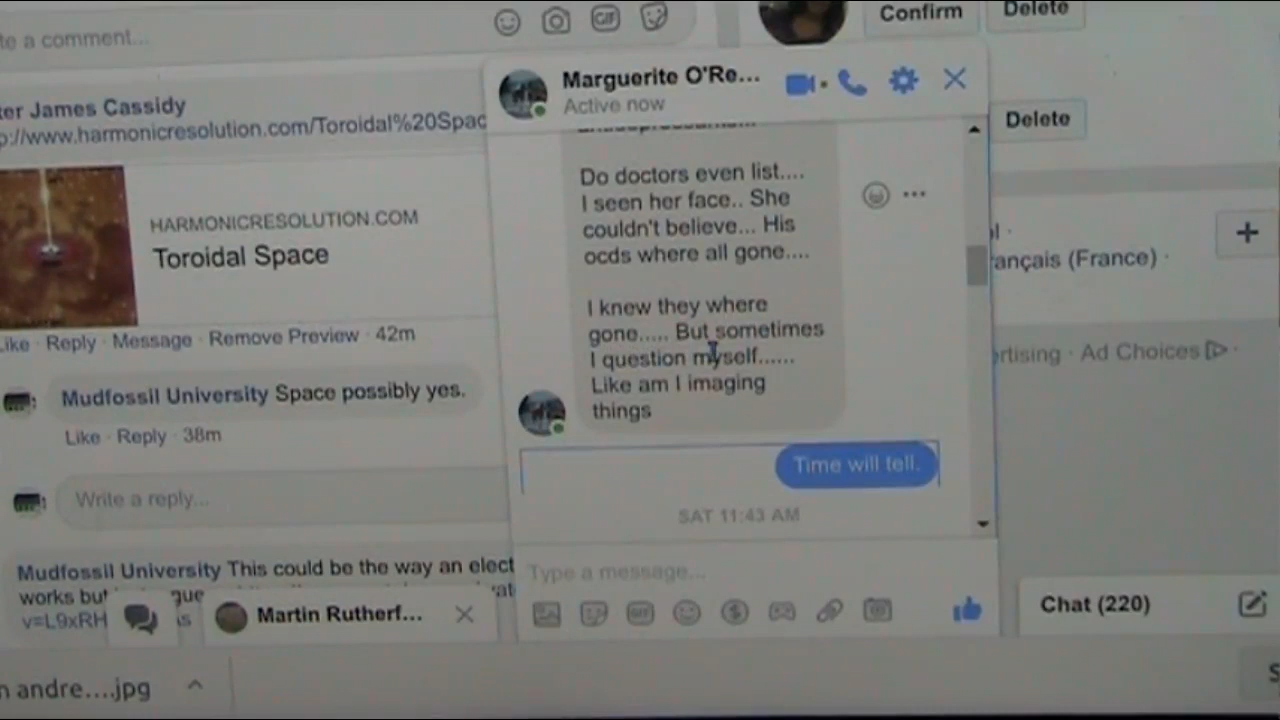 te a comment...
GIF
Confirm
Delete
er James Cassidy
p://www.harmonicresolution.com/Toroidal%20Spac
HARMONICRESOLUTION.COM
Toroidal Space
Like · Reply · Message · Remove Preview · 42m
Mudfossil University Space possibly yes.
Like · Reply · 38m
Write a reply...
Mudfossil University This could be the way an elect
works but
v=L9xRH
Marguerite O'Re...
Active now
Do doctors even list....
I seen her face.. She
couldn't believe... His
ocds where all gone....
I knew they where
gone..... But sometimes
I question myself......
Like am I imaging
things
Time will tell.
SAT 11:43 AM
Type a message...
GIF
Martin Rutherf...
Delete
ançais (France) ·
rtising · Ad Choices
Chat (220)
n andre....jpg
S